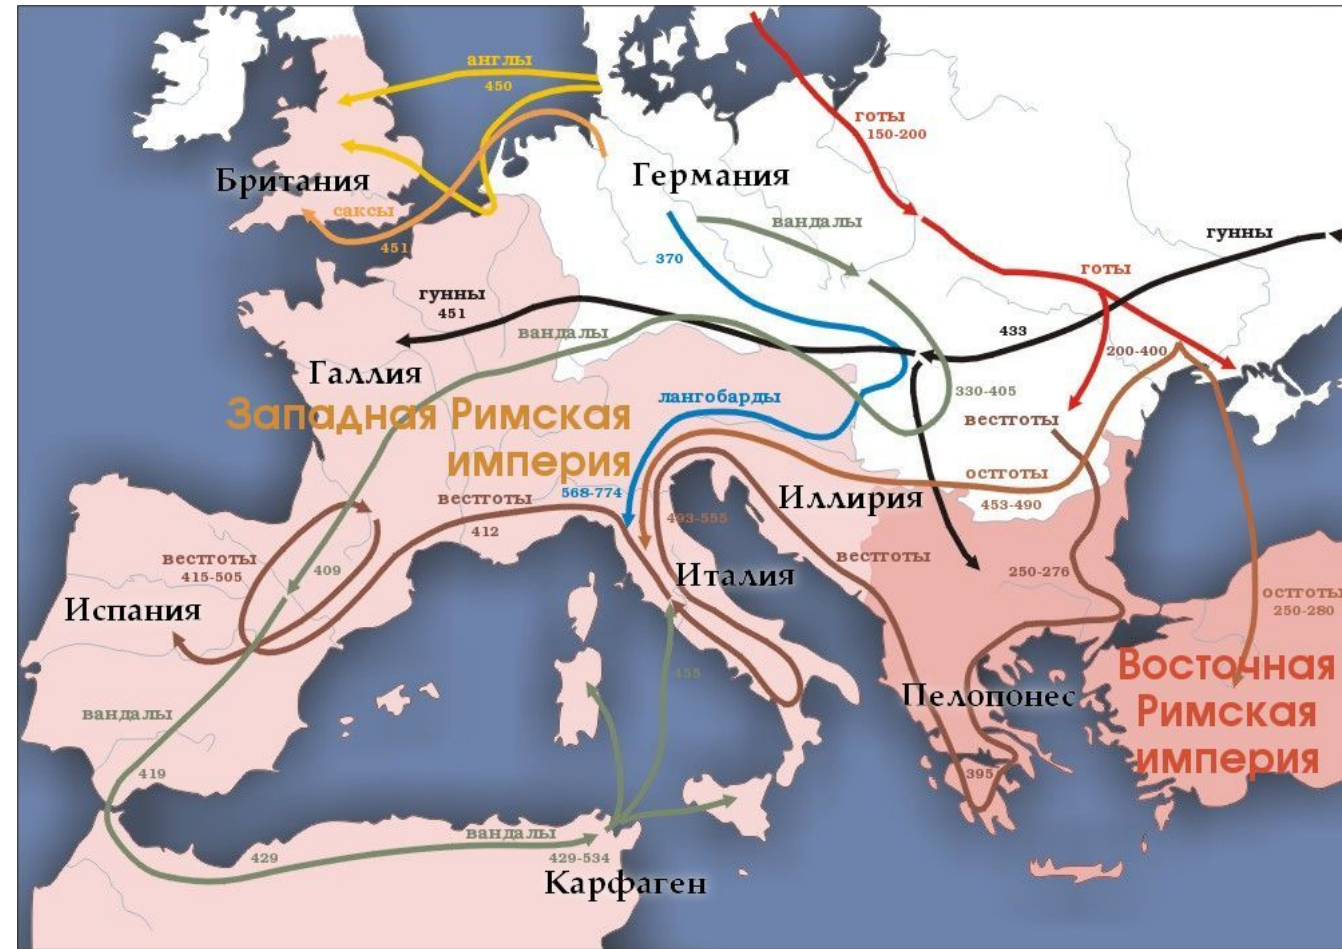 англы
450
готы
150-200
Британия
Германия
саксы
451
вандалы
370
гунны
готы
гунны
451
433
вандалы
200-400
Галлия
330-405
лангобарды
Западная Римская
империя
вестготы
остготы
453-490
568-774
вестготы
412
493-555
Иллирия
вестготы
415-505
409
вестготы
250-276
Италия
Испания
остготы
250-280
455
Восточная
Римская
империя
Пелопонес
вандалы
419
395
вандалы
429
429-534
Карфаген